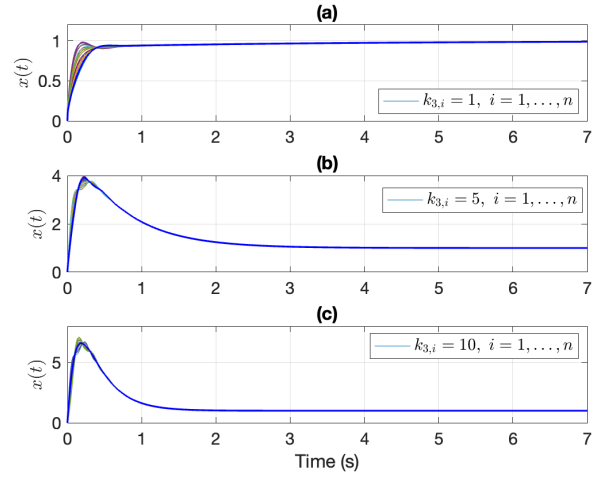 (a)
1
0.5
0
x(t)
k3,i = 1, i = 1, . . . , n
0 1 2 3 4 5 6 7
(b)
4
2
0
x(t)
k3,i = 5, i = 1, . . . , n
0 1 2 3 4 5 6 7
(c)
5
0
x(t)
k3,i = 10, i = 1, . . . , n
0 1 2 3 4 5 6 7
Time (s)